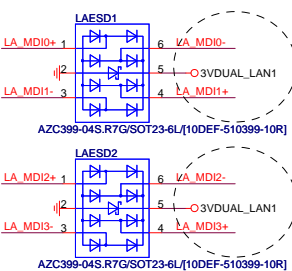 LAESD1
LA_MDI0+ 1 6 LA_MDI0-
2 5 3VDUAL_LAN1
LA_MDI1- 3 4 LA_MDI1+
AZC399-04S.R7G/SOT23-6L/[10DEF-510399-10R]
LAESD2
LA_MDI2+ 1 6 LA_MDI2-
2 5 3VDUAL_LAN1
LA_MDI3- 3 4 LA_MDI3+
AZC399-04S.R7G/SOT23-6L/[10DEF-510399-10R]